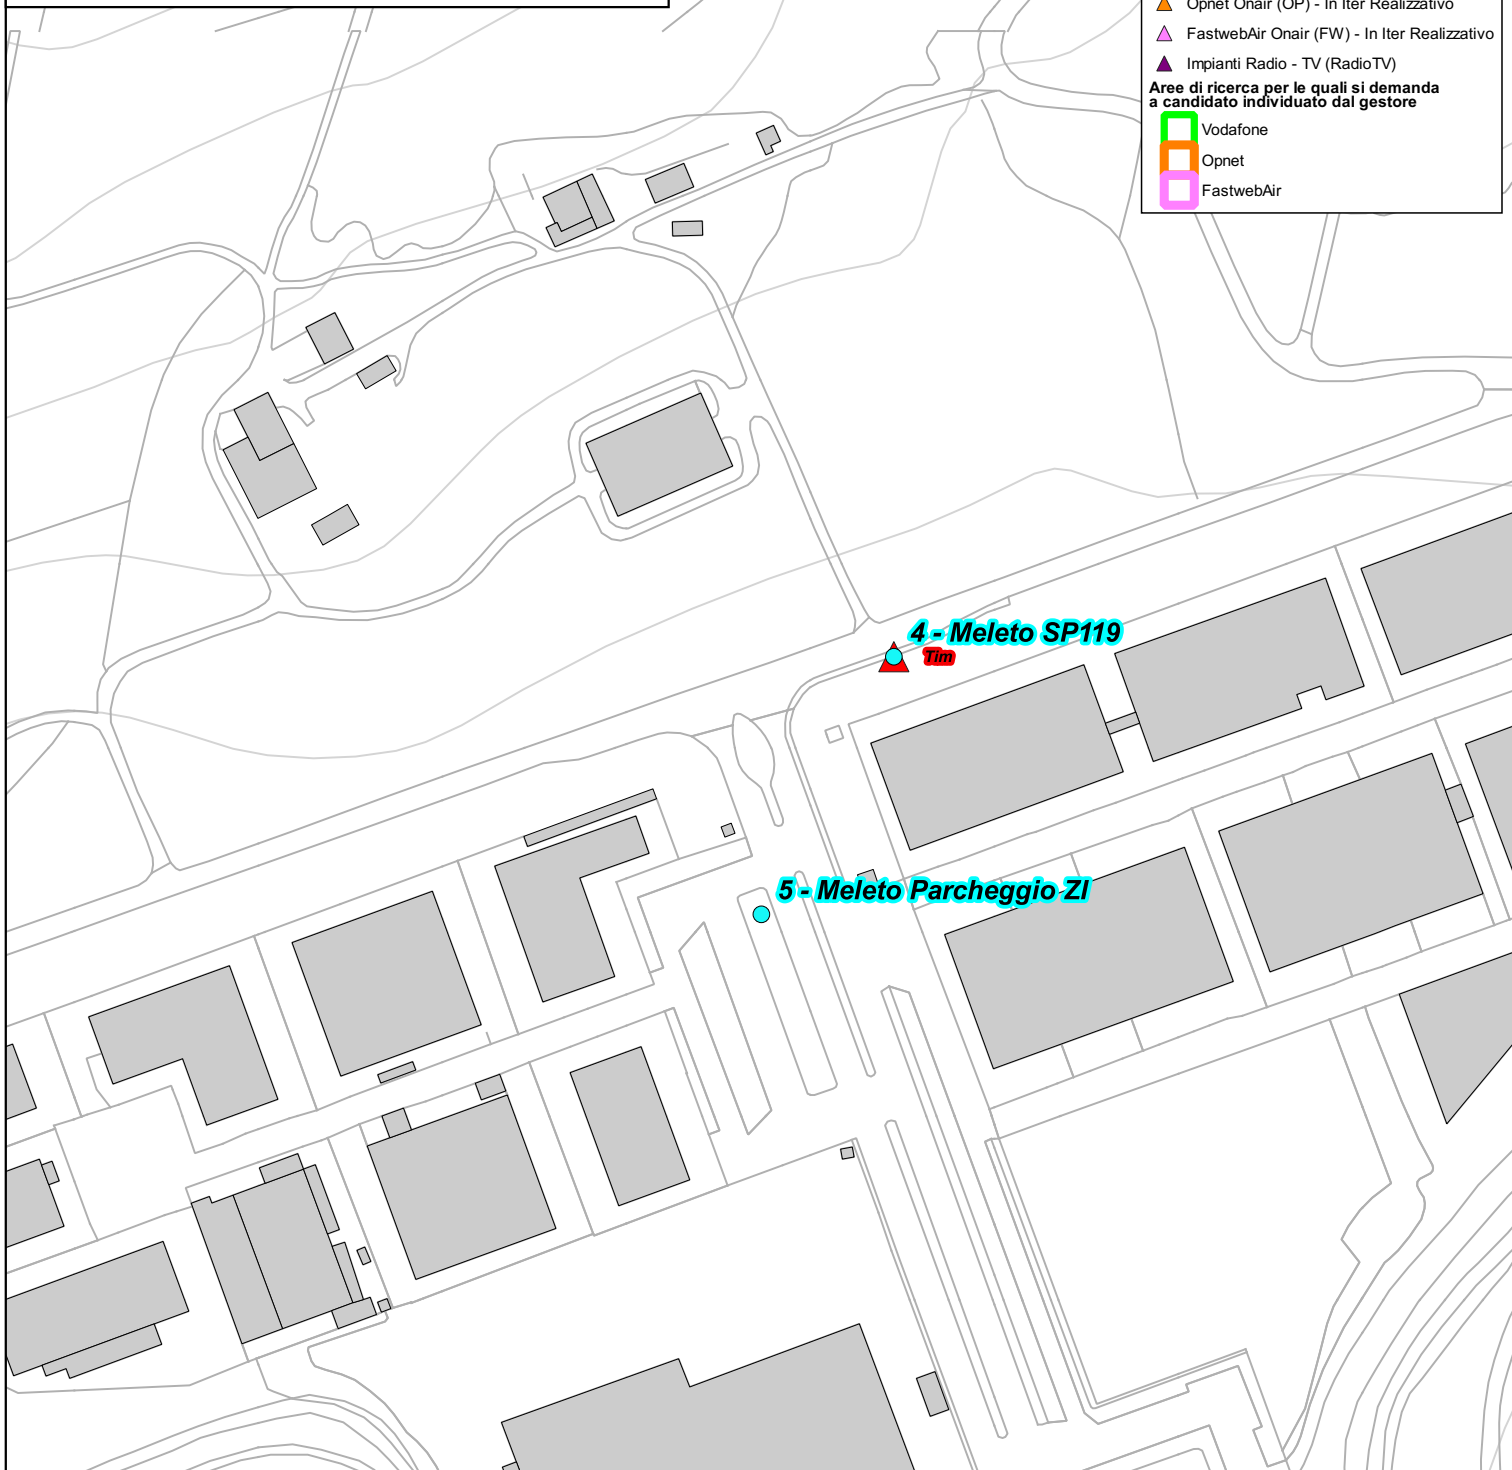 Opnet Onair (OP) - In Iter Realizzativo
FastwebAir Onair (FW) - In Iter Realizzativo
Impianti Radio - TV (RadioTV)
Aree di ricerca per le quali si demanda
a candidato individuato dal gestore
Vodafone
Opnet
FastwebAir
4 - Meleto SP119
Tim
5 - Meleto Parcheggio ZI